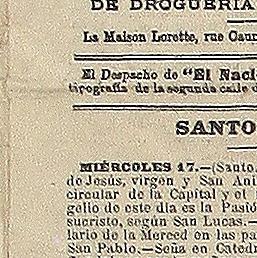 DE DROGUERIA
La Maison Lorette, rue Cau
El Despacho de "El Naci
tipografía de la segunda calle d
SANTO
MIÉRCOLES 17.—(Santo.
de Jesús, virgen y San Ani
circular de la Capital y el
gelio de este día es la Pasió
sucristo, según San Lucas.—
lario de la Merced en las pa
San Pablo.—Seña en Catedr